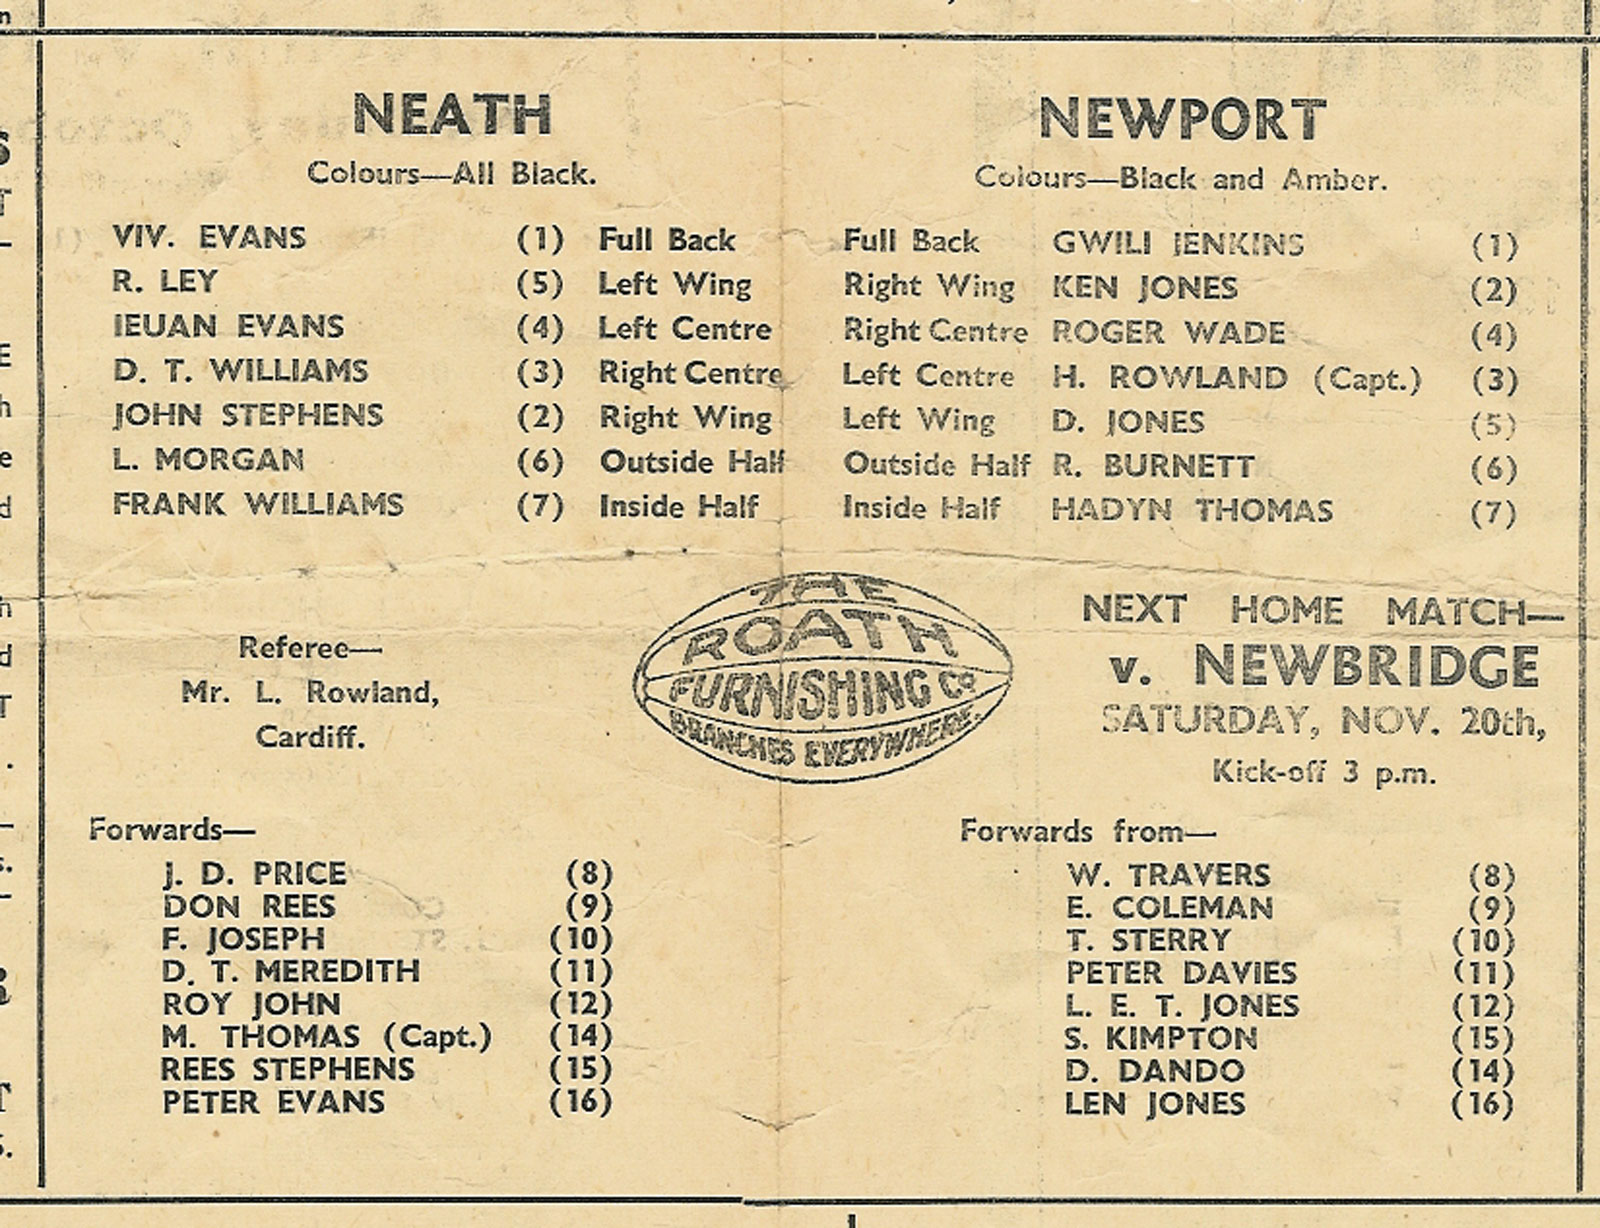 NEATH
Colours—All Black.
VIV. EVANS (1) Full Back
R. LEY (5) Left Wing
IEUAN EVANS (4) Left Centre
D. T. WILLIAMS (3) Right Centre
JOHN STEPHENS (2) Right Wing
L. MORGAN (6) Outside Half
FRANK WILLIAMS (7) Inside Half
NEWPORT
Colours—Black and Amber.
Full Back GWILI JENKINS (1)
Right Wing KEN JONES (2)
Right Centre ROGER WADE (4)
Left Centre H. ROWLAND (Capt.) (3)
Left Wing D. JONES (5)
Outside Half R. BURNETT (6)
Inside Half HADYN THOMAS (7)
Referee—
Mr. L. Rowland,
Cardiff.
THE
ROATH
FURNISHING Co
BRANCHES EVERYWHERE.
NEXT HOME MATCH—
v. NEWBRIDGE
SATURDAY, NOV. 20th,
Kick-off 3 p.m.
Forwards—
J. D. PRICE (8)
DON REES (9)
F. JOSEPH (10)
D. T. MEREDITH (11)
ROY JOHN (12)
M. THOMAS (Capt.) (14)
REES STEPHENS (15)
PETER EVANS (16)
Forwards from—
W. TRAVERS (8)
E. COLEMAN (9)
T. STERRY (10)
PETER DAVIES (11)
L. E. T. JONES (12)
S. KIMPTON (15)
D. DANDO (14)
LEN JONES (16)